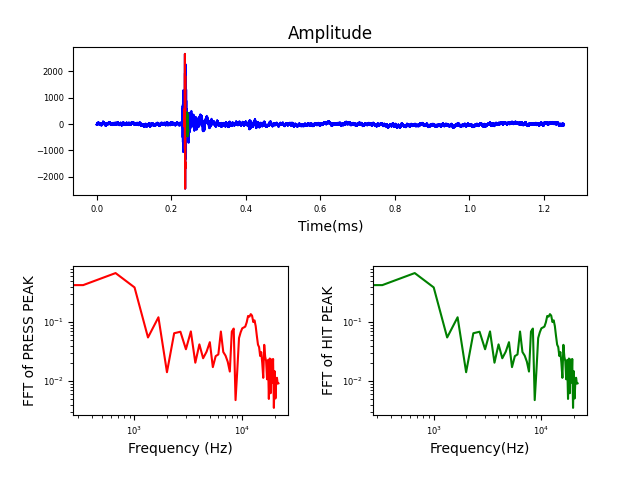 Amplitude
2000
1000
0
−1000
−2000
0.0 0.2 0.4 0.6 0.8 1.0 1.2
Time(ms)
FFT of PRESS PEAK
10⁻¹
10⁻²
10³ 10⁴
Frequency (Hz)
FFT of HIT PEAK
10⁻¹
10⁻²
10³ 10⁴
Frequency(Hz)